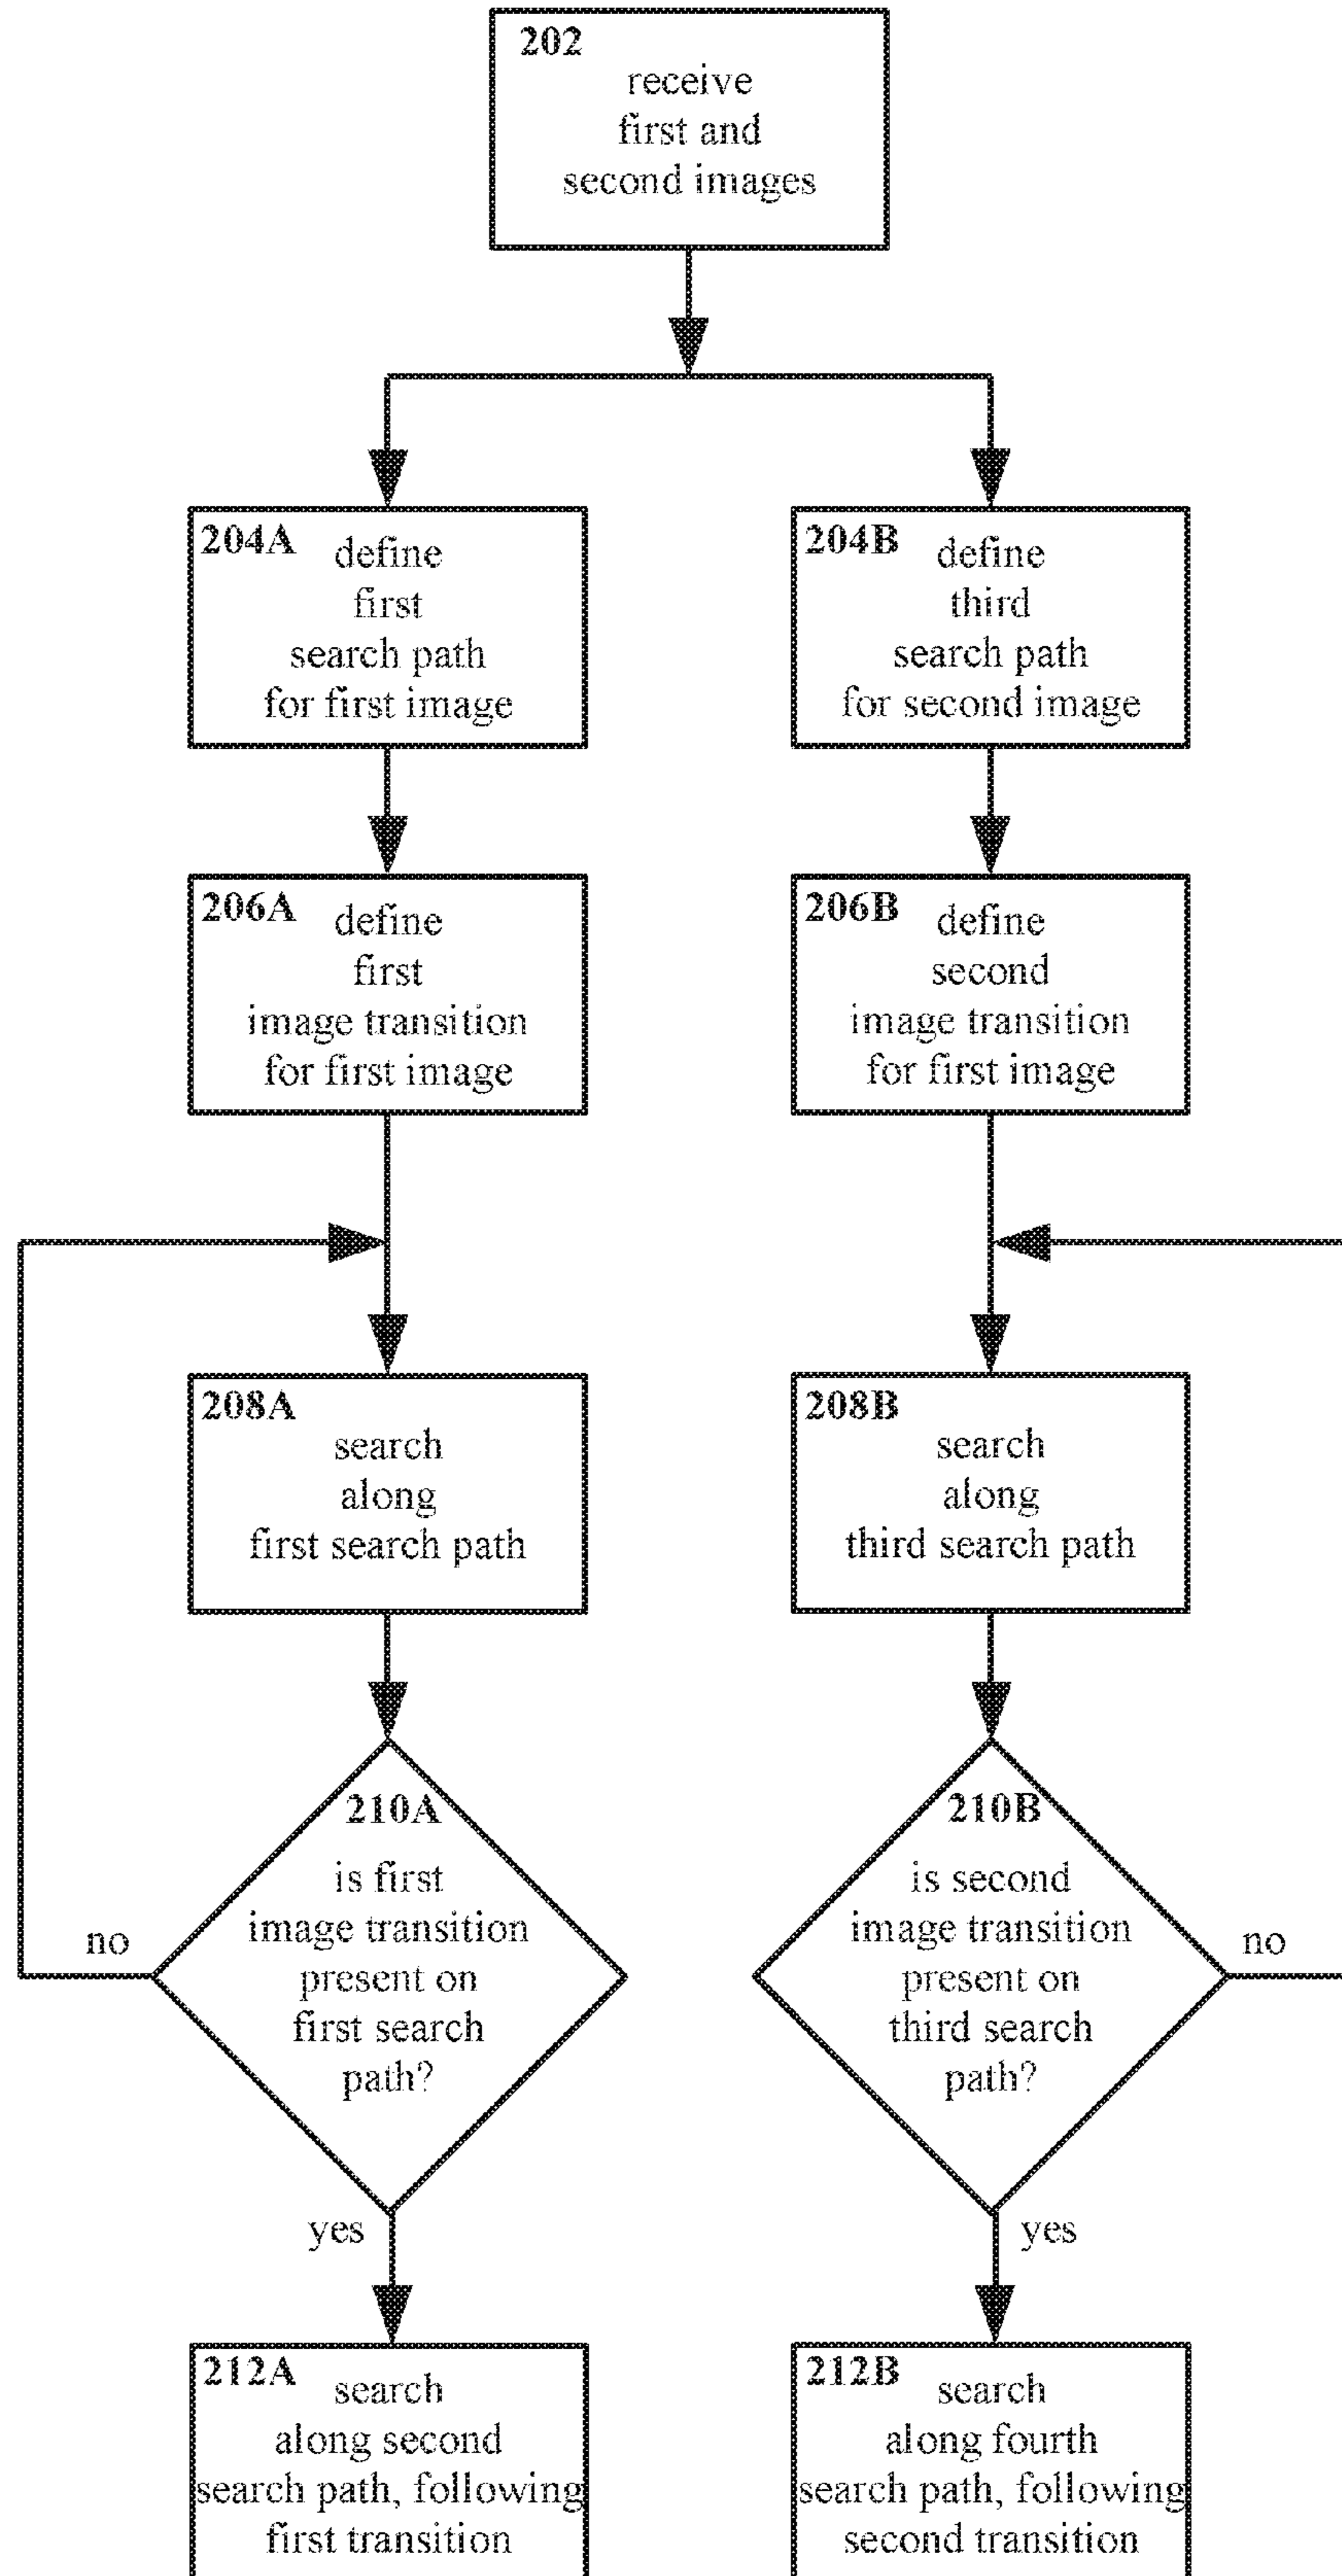 202
receive
first and
second images
204A
define
first
search path
for first image
204B
define
third
search path
for second image
206A
define
first
image transition
for first image
206B
define
second
image transition
for first image
208A
search
along
first search path
208B
search
along
third search path
210A
is first
image transition
present on
first search
path?
no
yes
210B
is second
image transition
present on
third search
path?
no
yes
212A
search
along second
search path, following
first transition
212B
search
along fourth
search path, following
second transition